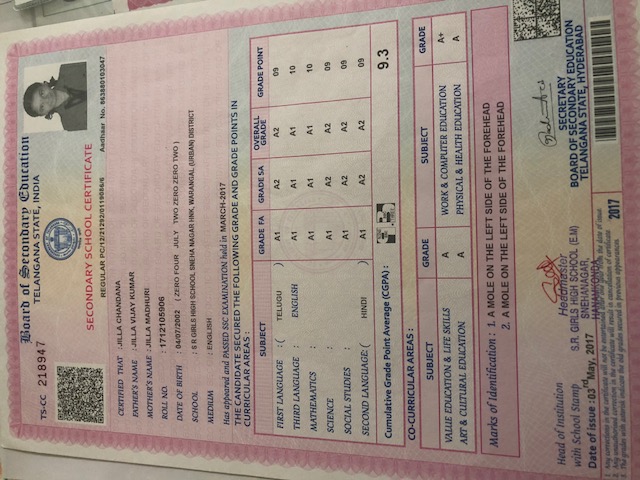 Board of Secondary Education
TS-CC 218947
TELANGANA STATE, INDIA
SECONDARY SCHOOL CERTIFICATE
REGULAR PC/12/21292/0119086/6 Aadhaar No. 863880103047
CERTIFIED THAT : JILLA CHANDANA
FATHER'S NAME : JILLA VIJAY KUMAR
MOTHER'S NAME : JILLA MADHURI
ROLL NO. : 1712105906
DATE OF BIRTH : 04/07/2002 ( ZERO FOUR JULY TWO ZERO ZERO TWO )
SCHOOL : S R GIRLS HIGH SCHOOL SNEHA NAGAR HNK, WARANGAL (URBAN) DISTRICT
MEDIUM : ENGLISH
Has appeared and PASSED SSC EXAMINATION held in MARCH-2017
THE CANDIDATE SECURED THE FOLLOWING GRADE AND GRADE POINTS IN
CURRICULAR AREAS :
SUBJECT GRADE FA GRADE SA OVERALL GRADE GRADE POINT
FIRST LANGUAGE : ( TELUGU ) A1 A2 A2 09
THIRD LANGUAGE : ENGLISH A1 A1 A1 10
MATHEMATICS : A1 A1 A1 10
SCIENCE : A1 A2 A2 09
SOCIAL STUDIES : A1 A2 A2 09
SECOND LANGUAGE: ( HINDI ) A1 A2 A2 09
Cumulative Grade Point Average (CGPA) : 9.3
CO-CURRICULAR AREAS :
SUBJECT GRADE SUBJECT GRADE
VALUE EDUCATION & LIFE SKILLS A WORK & COMPUTER EDUCATION A+
ART & CULTURAL EDUCATION A PHYSICAL & HEALTH EDUCATION A
Marks of Identification : 1. A MOLE ON THE LEFT SIDE OF THE FOREHEAD
2. A MOLE ON THE LEFT SIDE OF THE FOREHEAD
Head of Institution
with School Stamp
Headmaster
S.R. GIRLS HIGH SCHOOL (E.M)
SNEHANAGAR,
HANAMKONDA
SECRETARY
BOARD OF SECONDARY EDUCATION
TELANGANA STATE, HYDERABAD
Date of issue : 03rd May, 2017
1. Any corrections in the certificate will not be entertained after one year from the date of issue.
2. Any unauthorised correction in the certificate will result in cancellation of certificate
3. The grades with asterisk indicate old grades secured in previous appearances.
2017